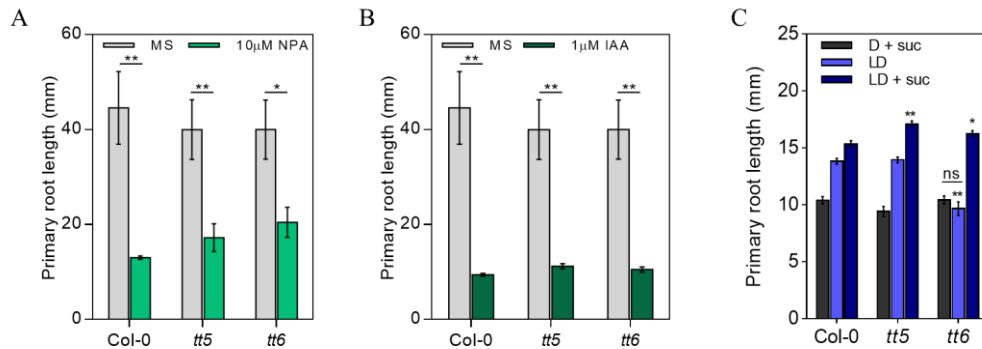 A
Primary root length (mm)
60
40
20
0
MS 10μM NPA
** ** *
Col-0 tt5 tt6
B
Primary root length (mm)
60
40
20
0
MS 1μM IAA
** ** **
Col-0 tt5 tt6
C
Primary root length (mm)
25
20
15
10
5
0
D + suc
LD
LD + suc
** *
ns
**
Col-0 tt5 tt6